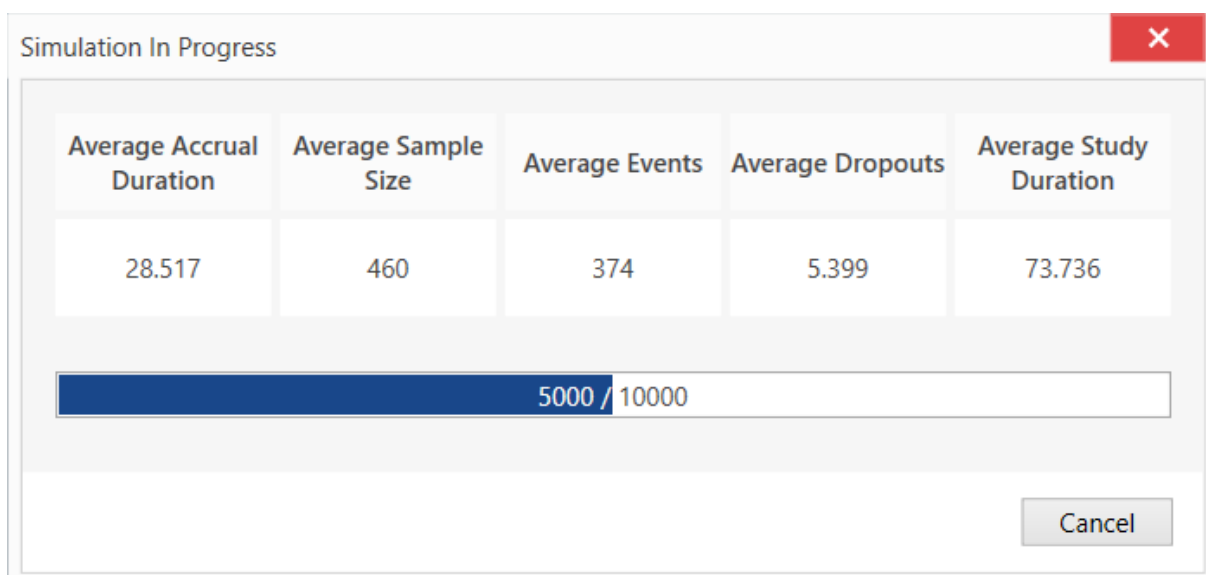 Simulation In Progress
Average Accrual Duration
Average Sample Size
Average Events
Average Dropouts
Average Study Duration
28.517
460
374
5.399
73.736
5000 / 10000
Cancel